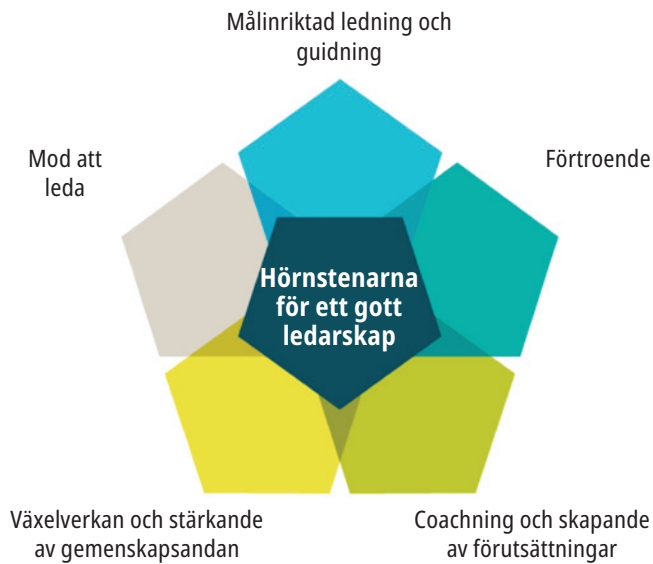 Målinriktad ledning och
guidning
Mod att
leda
Förtroende
Hörnstenarna
för ett gott
ledarskap
Växelverkan och stärkande
av gemenskapsandan
Coachning och skapande
av förutsättningar